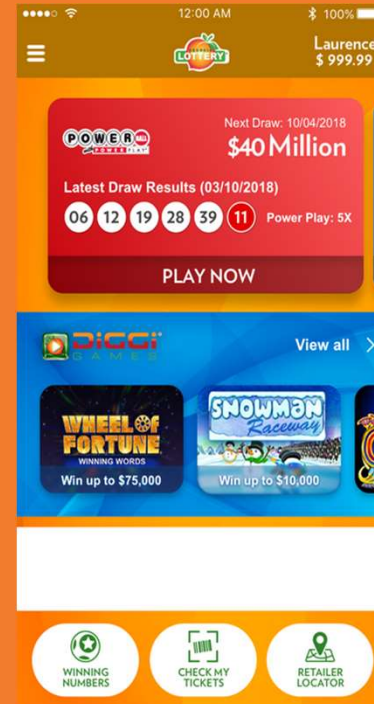 12:00 AM
100%
LOTTERY
Laurence
$ 999.99
POWERBALL
POWERPLAY
Next Draw: 10/04/2018
$40 Million
Latest Draw Results (03/10/2018)
06 12 19 28 39 11 Power Play: 5X
PLAY NOW
DiGGi
GAMES
View all
WHEEL OF
FORTUNE
WINNING WORDS
Win up to $75,000
SNOWMAN
Raceway
Win up to $10,000
WINNING
NUMBERS
CHECK MY
TICKETS
RETAILER
LOCATOR